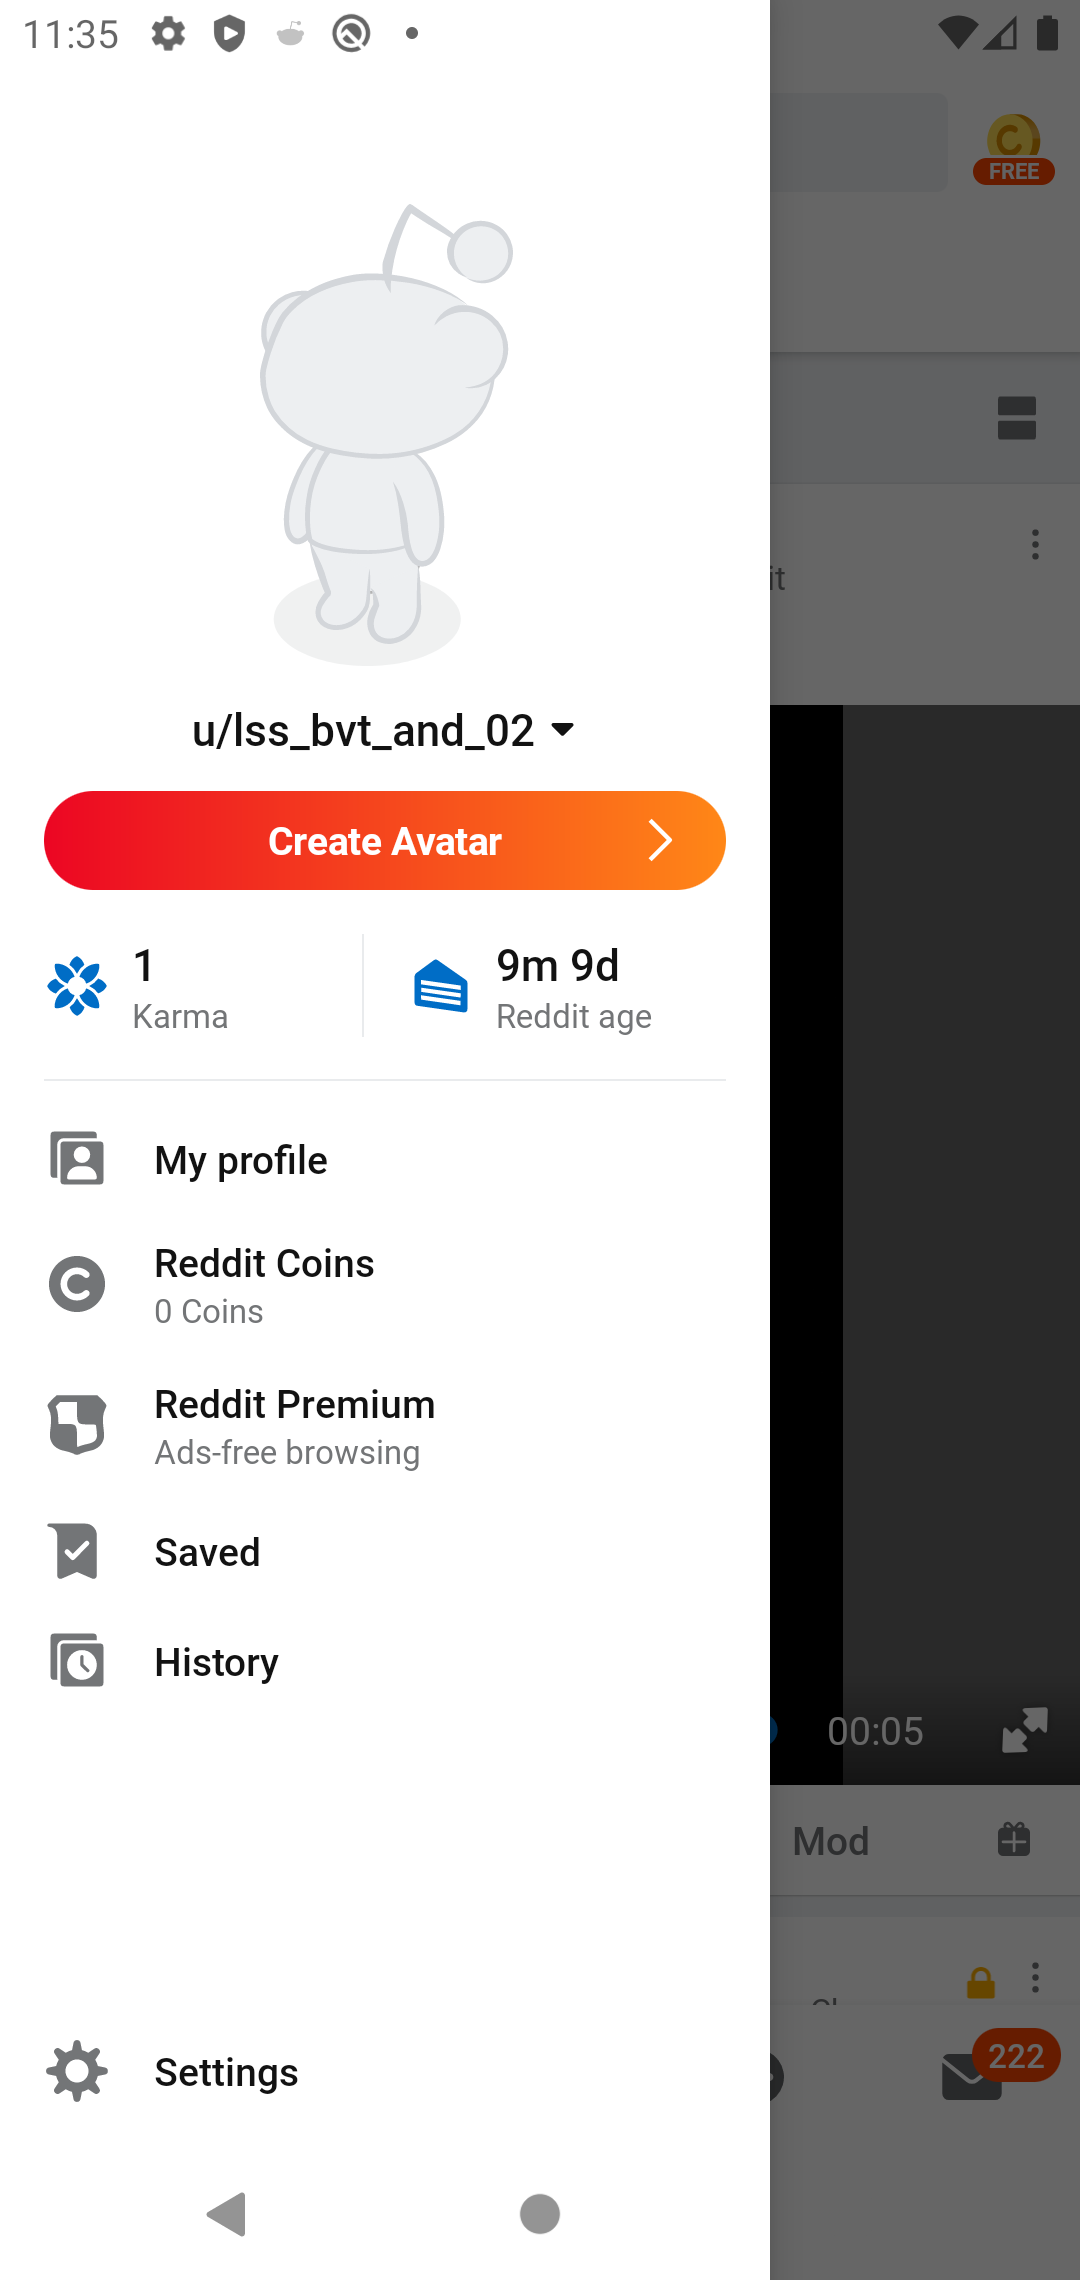 11:35
FREE
it
u/lss_bvt_and_02
Create Avatar
1
Karma
9m 9d
Reddit age
My profile
Reddit Coins
0 Coins
Reddit Premium
Ads-free browsing
Saved
History
00:05
Mod
222
Settings